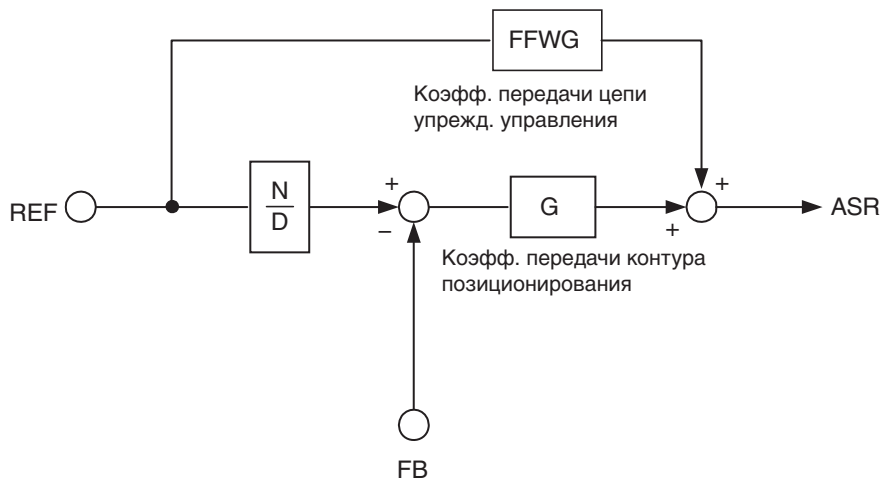 FFWG
Коэфф. передачи цепи
упрежд. управления
REF
N
D
+
−
G
+
+
ASR
Коэфф. передачи контура
позиционирования
FB